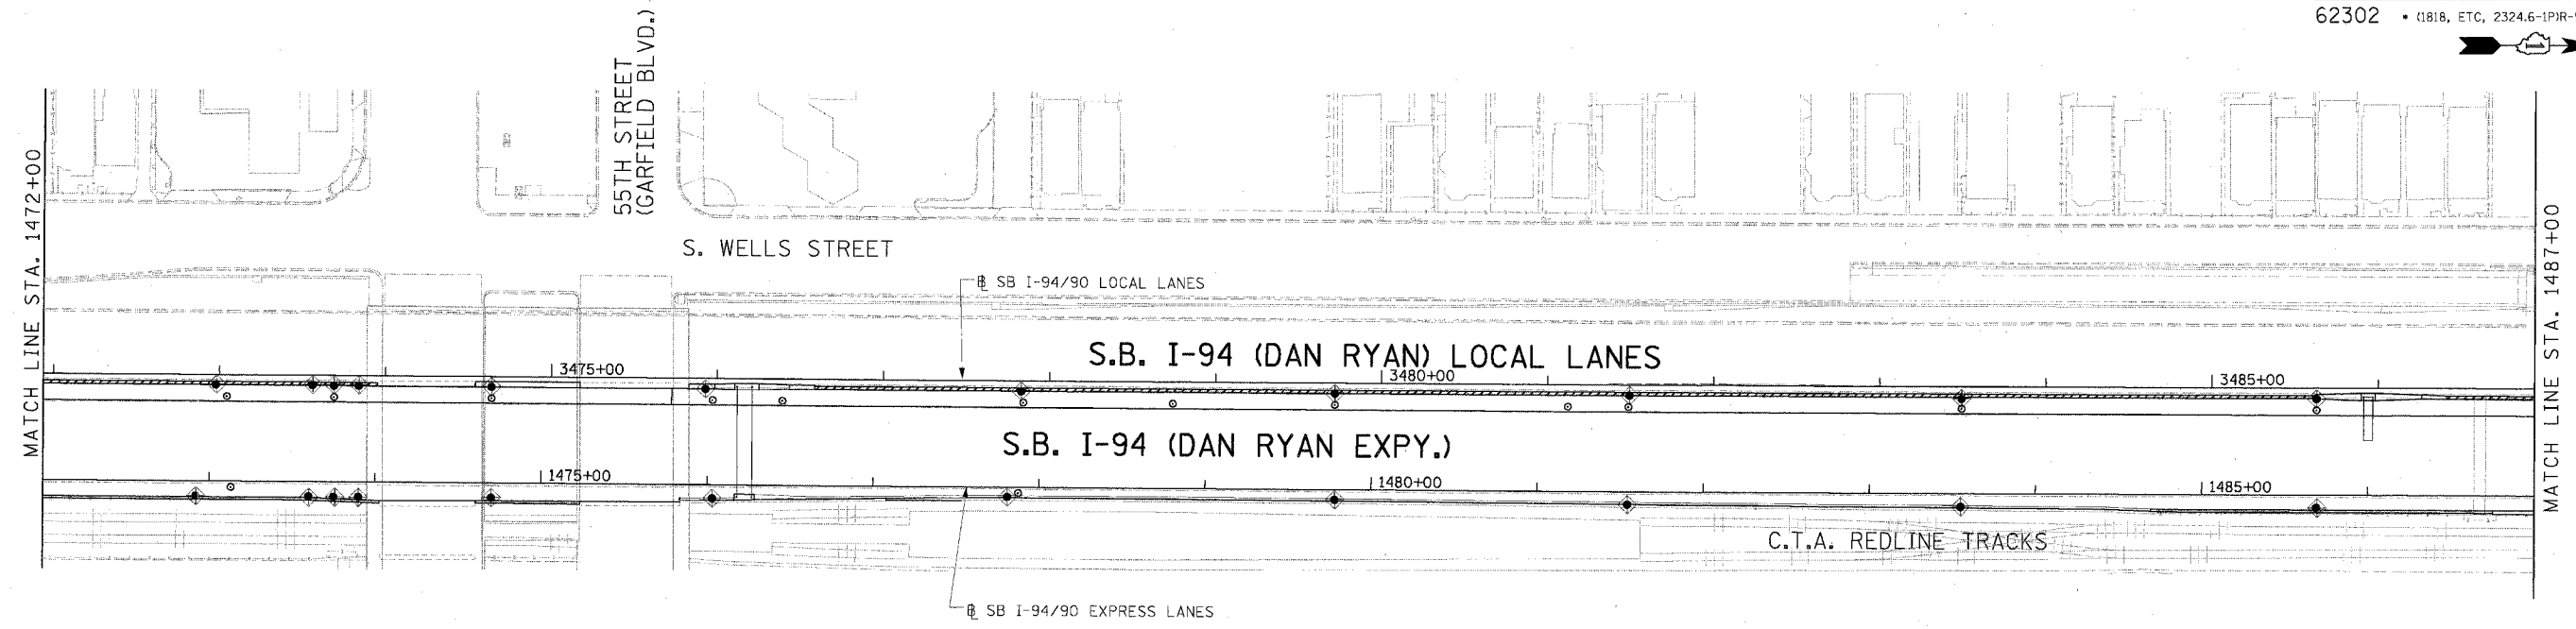 62302 * (1818, ETC, 2324.6-1P)R-
55TH STREET
(GARFIELD BLVD.)
MATCH LINE STA. 1472+00
S. WELLS STREET
MATCH LINE STA. 1487+00
℄ SB I-94/90 LOCAL LANES
S.B. I-94 (DAN RYAN) LOCAL LANES
3475+00
3480+00
3485+00
S.B. I-94 (DAN RYAN EXPY.)
1475+00
1480+00
1485+00
C.T.A. REDLINE TRACKS
℄ SB I-94/90 EXPRESS LANES